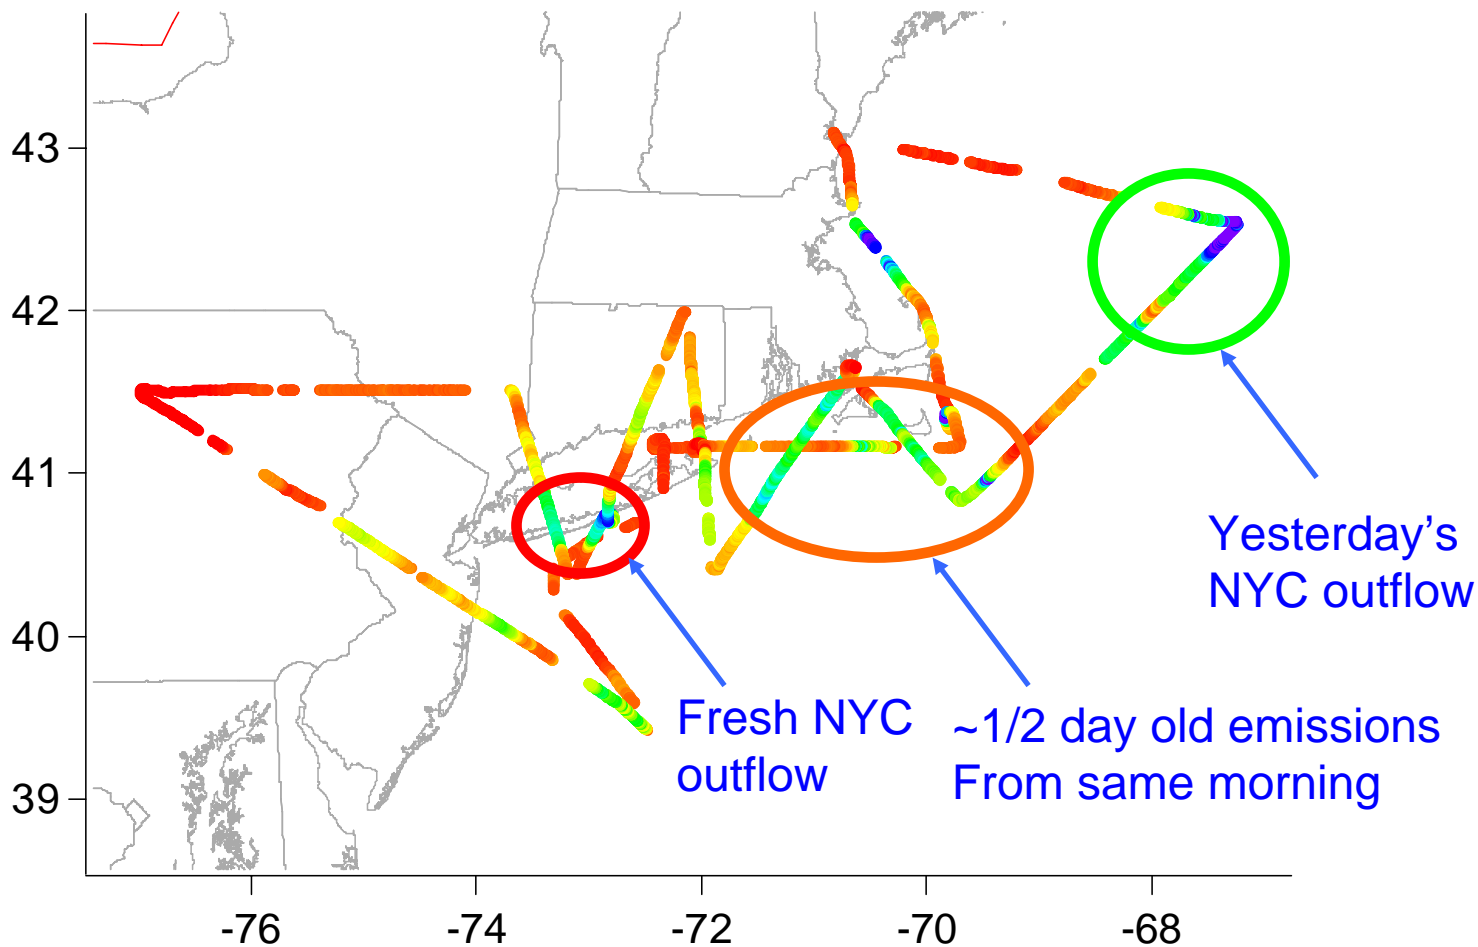 43
42
41
40
39
-76
-74
-72
-70
-68
Yesterday's
NYC outflow
Fresh NYC
outflow
~1/2 day old emissions
From same morning